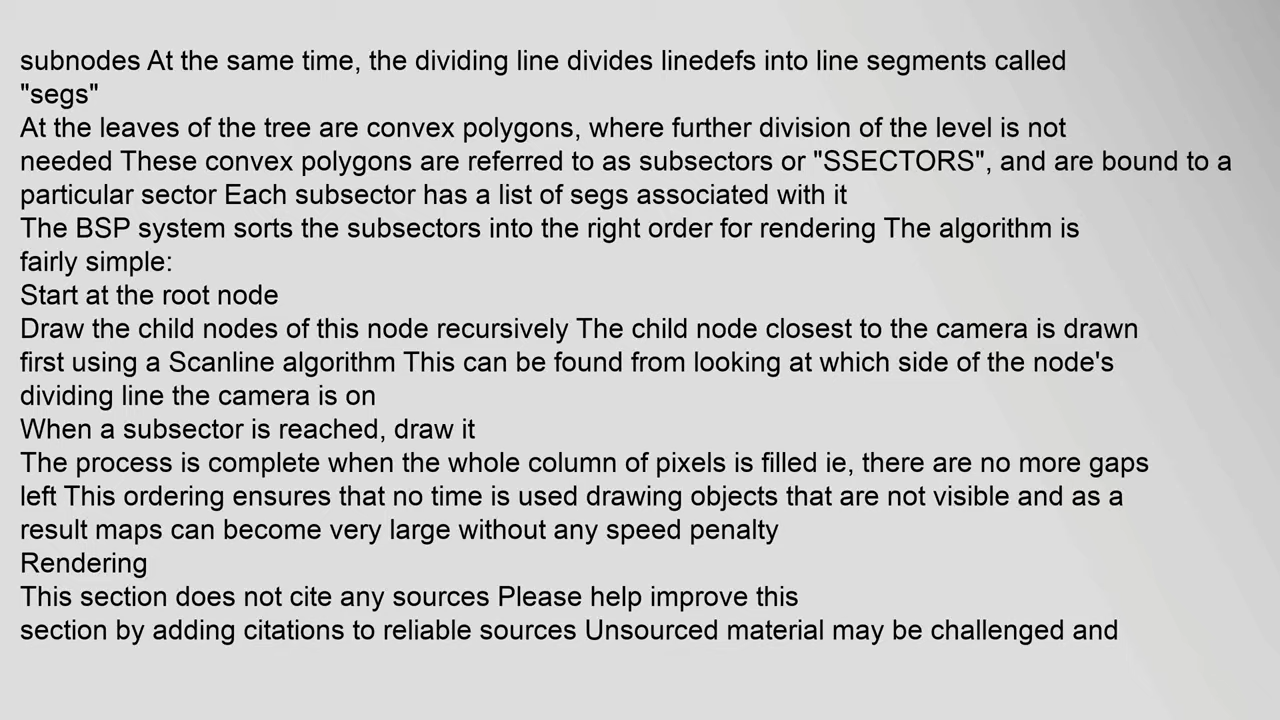 subnodes At the same time, the dividing line divides linedefs into line segments called
"segs"
At the leaves of the tree are convex polygons, where further division of the level is not
needed These convex polygons are referred to as subsectors or "SSECTORS", and are bound to a
particular sector Each subsector has a list of segs associated with it
The BSP system sorts the subsectors into the right order for rendering The algorithm is
fairly simple:
Start at the root node
Draw the child nodes of this node recursively The child node closest to the camera is drawn
first using a Scanline algorithm This can be found from looking at which side of the node's
dividing line the camera is on
When a subsector is reached, draw it
The process is complete when the whole column of pixels is filled ie, there are no more gaps
left This ordering ensures that no time is used drawing objects that are not visible and as a
result maps can become very large without any speed penalty
Rendering
This section does not cite any sources Please help improve this
section by adding citations to reliable sources Unsourced material may be challenged and